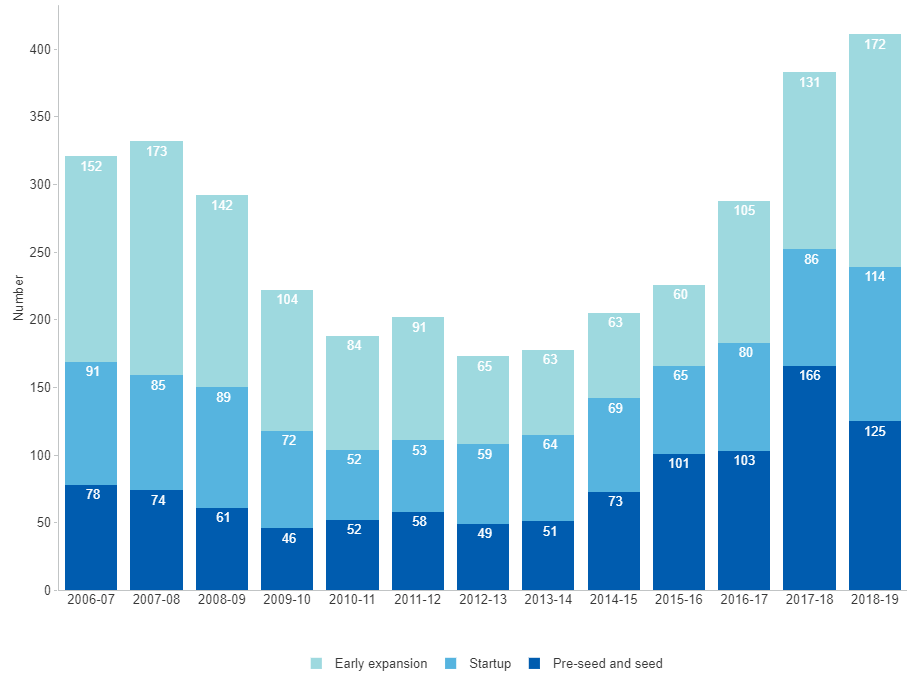 Number
400
350
300
250
200
150
100
50
0
152 173 142 104 84 91 65 63 63 60 105 131 172
91 85 89 72 52 53 59 64 69 65 80 86 114
78 74 61 46 52 58 49 51 73 101 103 166 125
2006-07 2007-08 2008-09 2009-10 2010-11 2011-12 2012-13 2013-14 2014-15 2015-16 2016-17 2017-18 2018-19
Early expansion Startup Pre-seed and seed